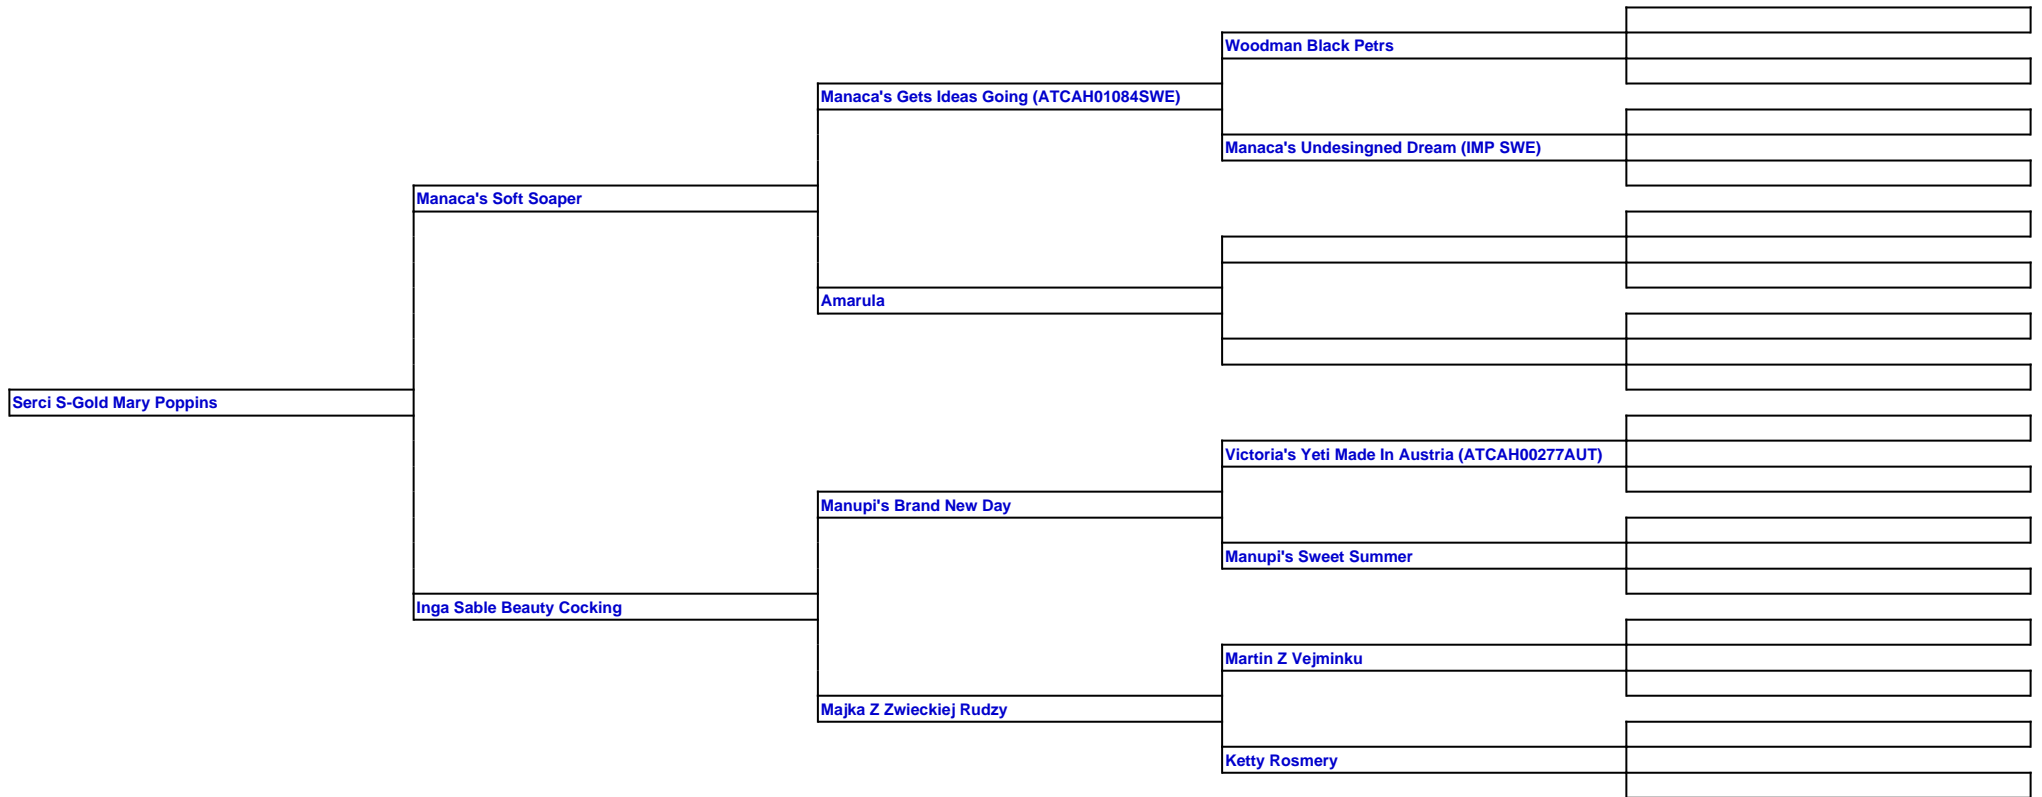 Woodman Black Petrs
Manaca's Gets Ideas Going (ATCAH01084SWE)
Manaca's Undesingned Dream (IMP SWE)
Manaca's Soft Soaper
Amarula
Serci S-Gold Mary Poppins
Victoria's Yeti Made In Austria (ATCAH00277AUT)
Manupi's Brand New Day
Manupi's Sweet Summer
Inga Sable Beauty Cocking
Martin Z Vejminku
Majka Z Zwieckiej Rudzy
Ketty Rosmery